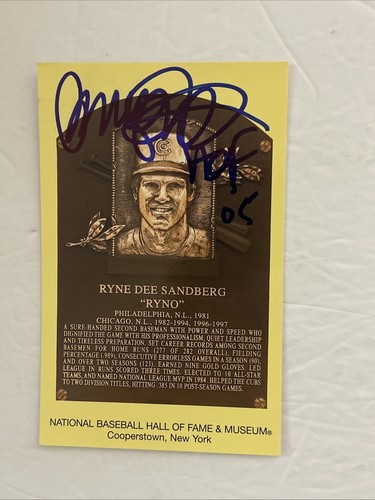 HOF
05
C
RYNE DEE SANDBERG
"RYNO"
PHILADELPHIA, N.L., 1981
CHICAGO, N.L., 1982-1994, 1996-1997
A SURE-HANDED SECOND BASEMAN WITH POWER AND SPEED WHO
DIGNIFIED THE GAME WITH HIS PROFESSIONALISM, QUIET LEADERSHIP
AND TIRELESS PREPARATION. SET CAREER RECORDS AMONG SECOND
BASEMEN FOR HOME RUNS (277 OF 282 OVERALL), FIELDING
PERCENTAGE (.989), CONSECUTIVE ERRORLESS GAMES IN A SEASON (90),
AND OVER TWO SEASONS (123). EARNED NINE GOLD GLOVES, LED
LEAGUE IN RUNS SCORED THREE TIMES. ELECTED TO 10 ALL-STAR
TEAMS, AND NAMED NATIONAL LEAGUE MVP IN 1984. HELPED THE CUBS
TO TWO DIVISION TITLES, HITTING .385 IN 10 POST-SEASON GAMES.
NATIONAL BASEBALL HALL OF FAME & MUSEUM®
Cooperstown, New York